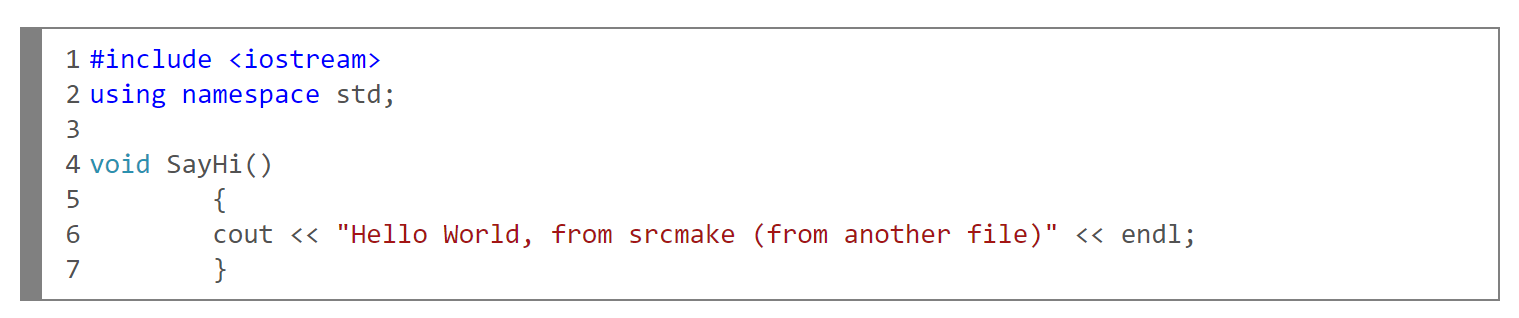 1 #include <iostream>
2 using namespace std;
3
4 void SayHi()
5         {
6         cout << "Hello World, from srcmake (from another file)" << endl;
7         }